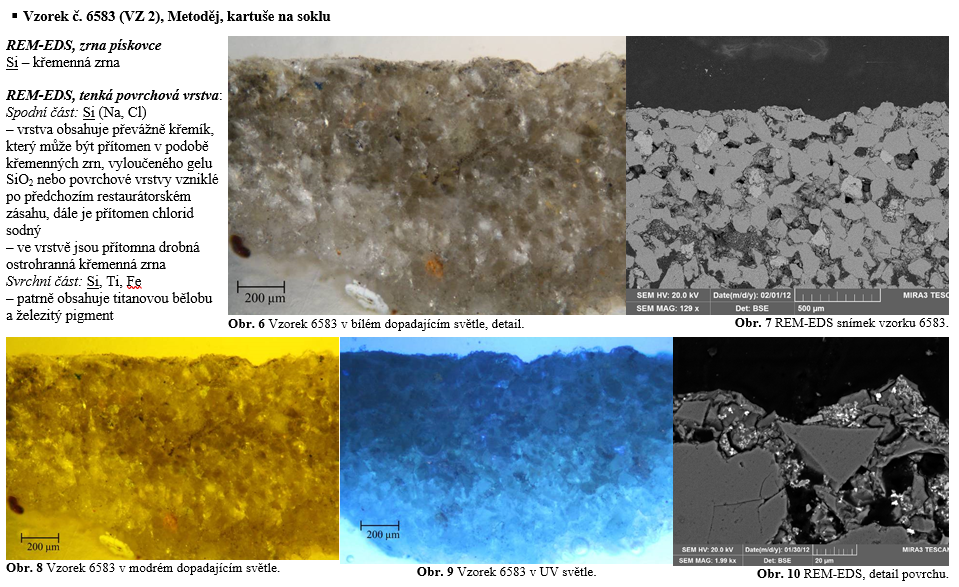 ▪ Vzorek č. 6583 (VZ 2), Metoděj, kartuše na soklu
REM-EDS, zrna pískovce
Si – křemenná zrna
REM-EDS, tenká povrchová vrstva:
Spodní část: Si (Na, Cl)
– vrstva obsahuje převážně křemík,
který může být přítomen v podobě
křemenných zrn, vyloučeného gelu
SiO₂ nebo povrchové vrstvy vzniklé
po předchozím restaurátorském
zásahu, dále je přítomen chlorid
sodný
– ve vrstvě jsou přítomna drobná
ostrohranná křemenná zrna
Svrchní část: Si, Ti, Fe
– patrně obsahuje titanovou bělobu
a železitý pigment
200 µm
Obr. 6 Vzorek 6583 v bílém dopadajícím světle, detail.
SEM HV: 20.0 kV Date(m/d/y): 02/01/12 MIRA3 TESC
SEM MAG: 129 x Det: BSE 500 µm
Obr. 7 REM-EDS snímek vzorku 6583.
200 µm
Obr. 8 Vzorek 6583 v modrém dopadajícím světle.
200 µm
Obr. 9 Vzorek 6583 v UV světle.
SEM HV: 20.0 kV Date(m/d/y): 01/30/12 MIRA3 TESCAN
SEM MAG: 1.99 kx Det: BSE 20 µm
Obr. 10 REM-EDS, detail povrchu.